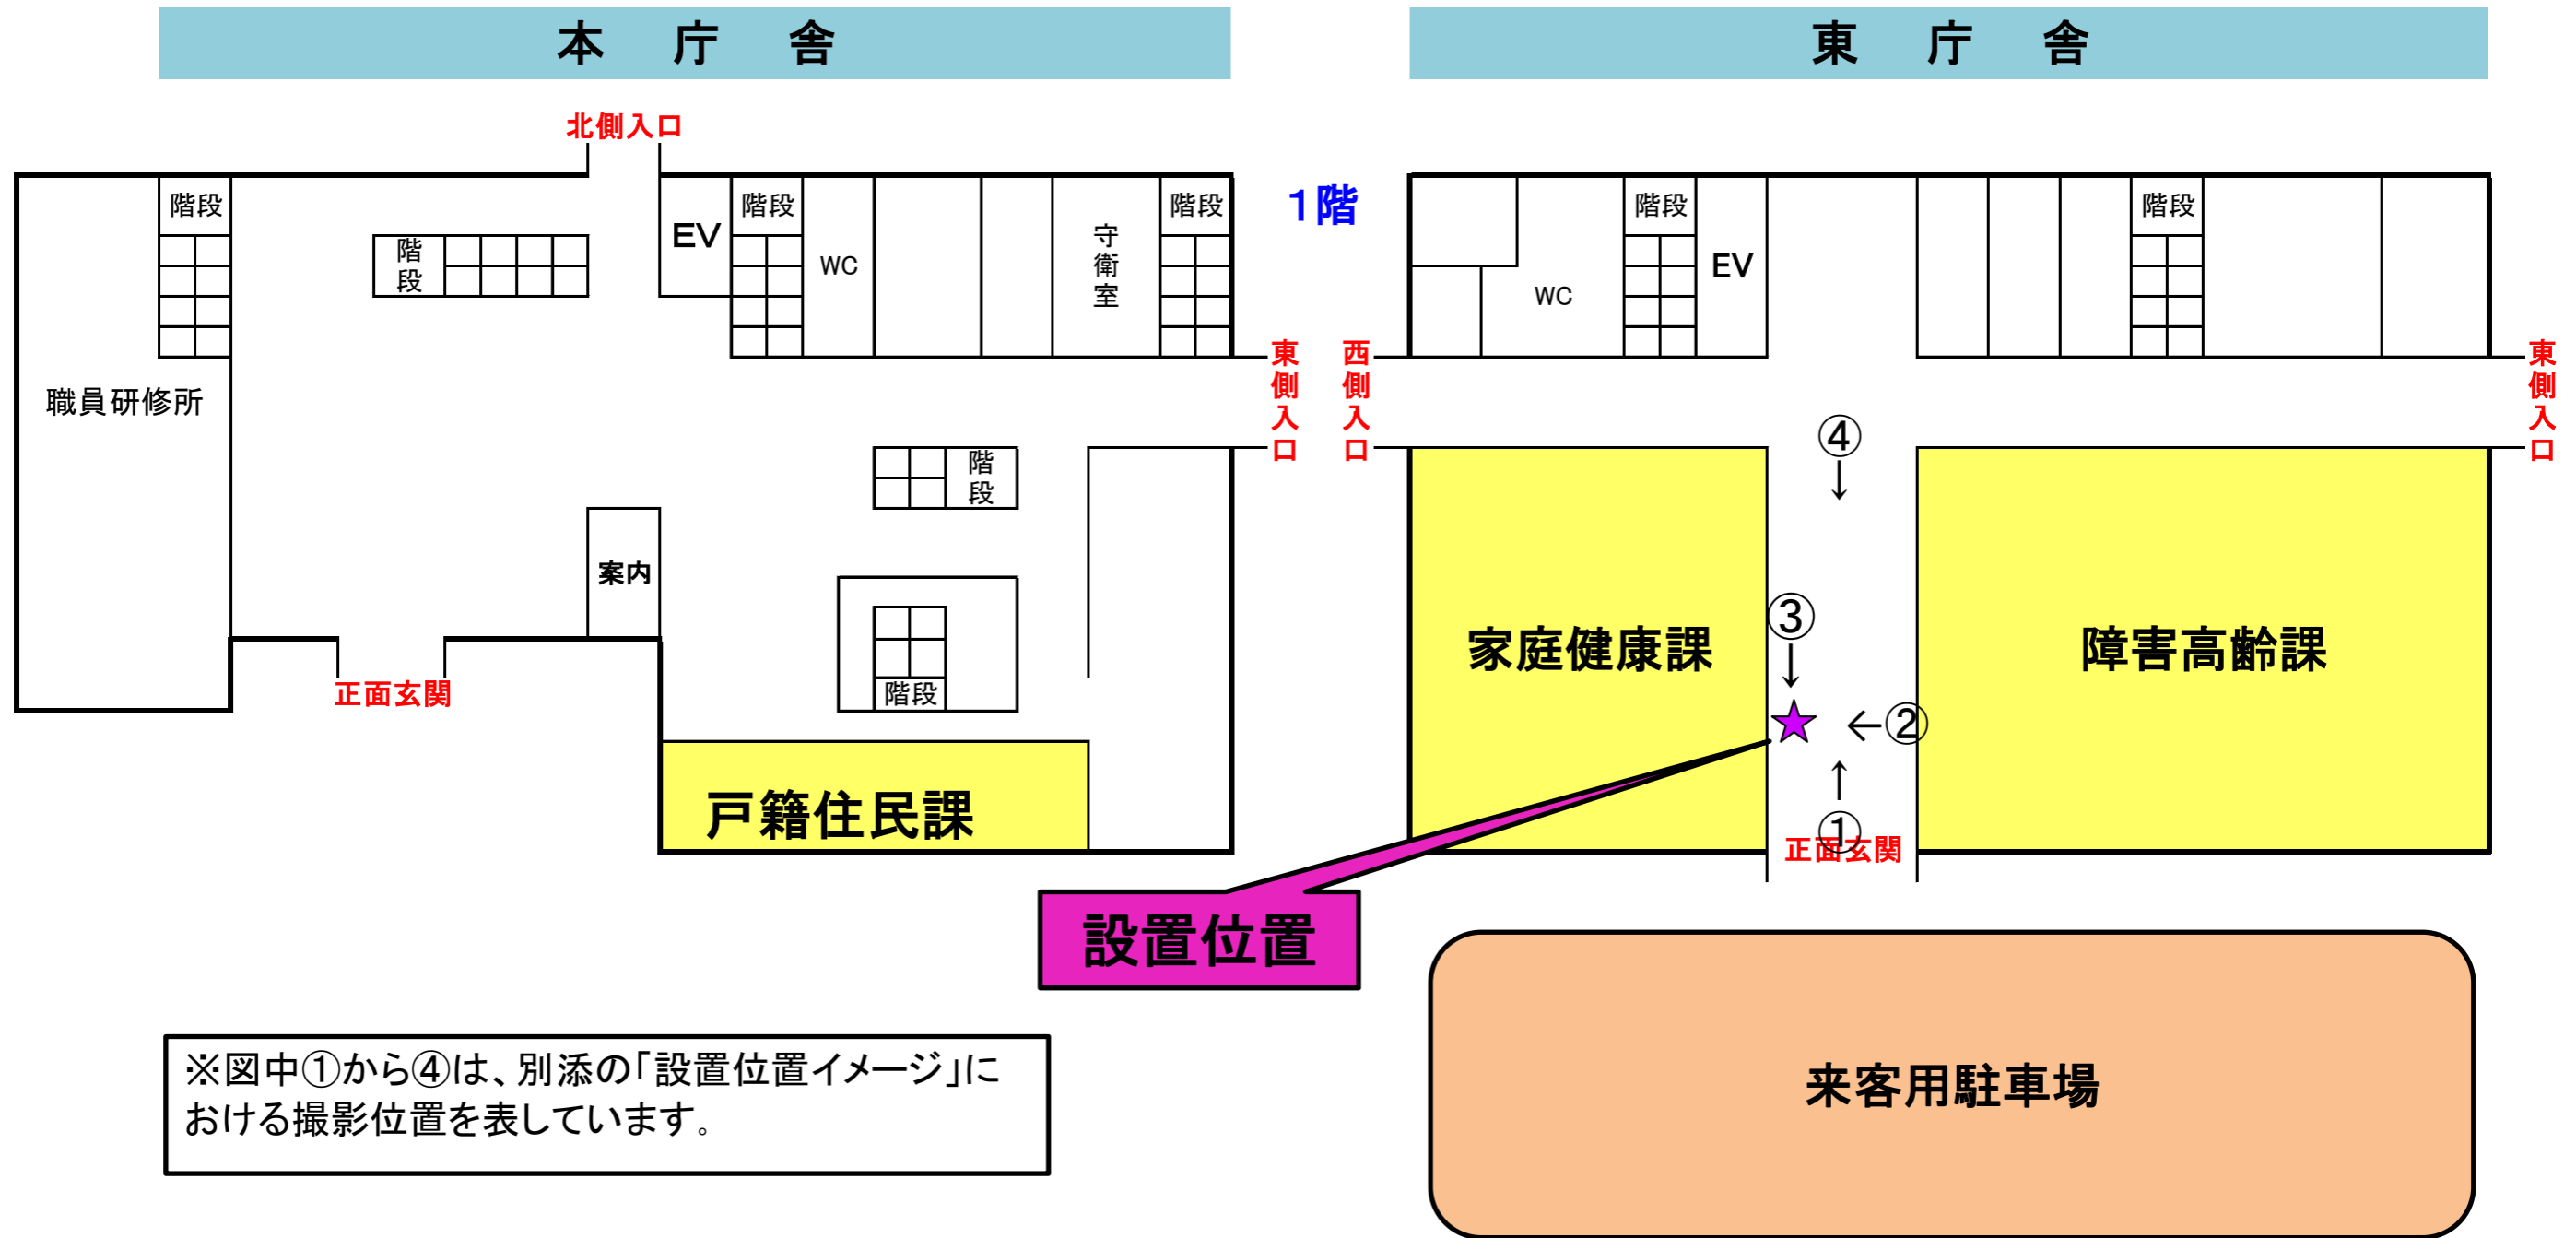 本庁舎
東庁舎
北側入口
1階
階段
階段
EV
階段
WC
守衛室
階段
階段
WC
EV
階段
職員研修所
東側入口
西側入口
東側入口
④
階段
案内
③
家庭健康課
障害高齢課
階段
正面玄関
②
戸籍住民課
①
正面玄関
設置位置
※図中①から④は、別添の「設置位置イメージ」に
おける撮影位置を表しています。
来客用駐車場